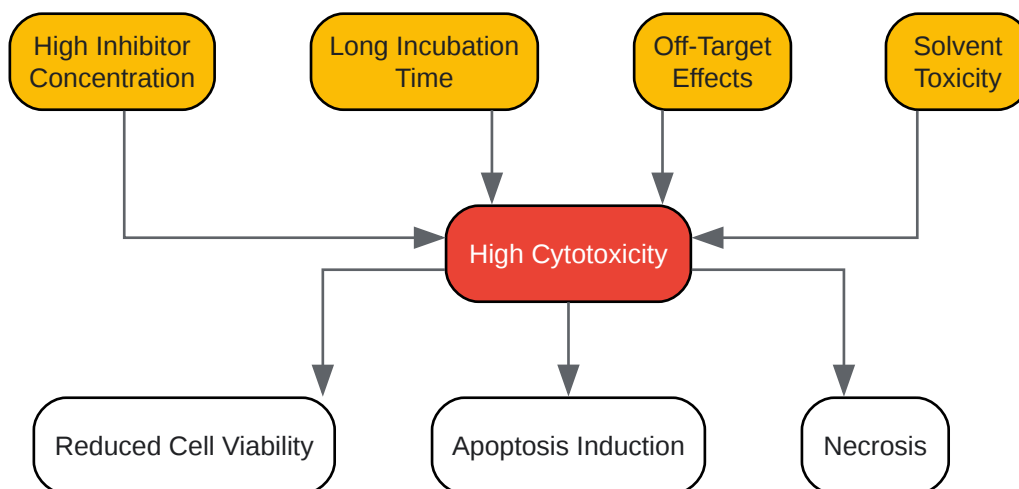 High Inhibitor
Concentration
Long Incubation
Time
Off-Target
Effects
Solvent
Toxicity
High Cytotoxicity
Reduced Cell Viability
Apoptosis Induction
Necrosis